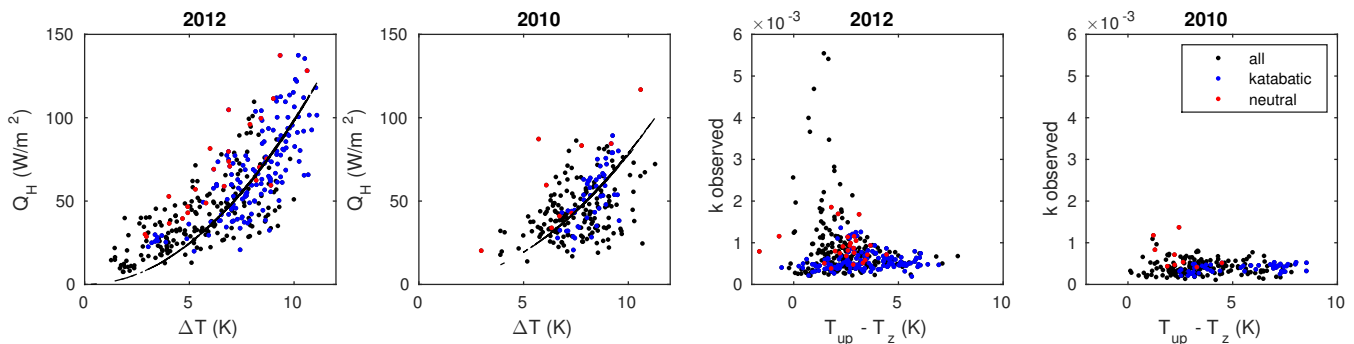 2012
150
100
50
0
Q_H (W/m^2)
0 5 10
ΔT (K)
2010
150
100
50
0
Q_H (W/m^2)
0 5 10
ΔT (K)
×10^-3
2012
6
5
4
3
2
1
0
k observed
0 5 10
T_up - T_z (K)
×10^-3
2010
6
5
4
3
2
1
0
k observed
0 5 10
T_up - T_z (K)
all
katabatic
neutral